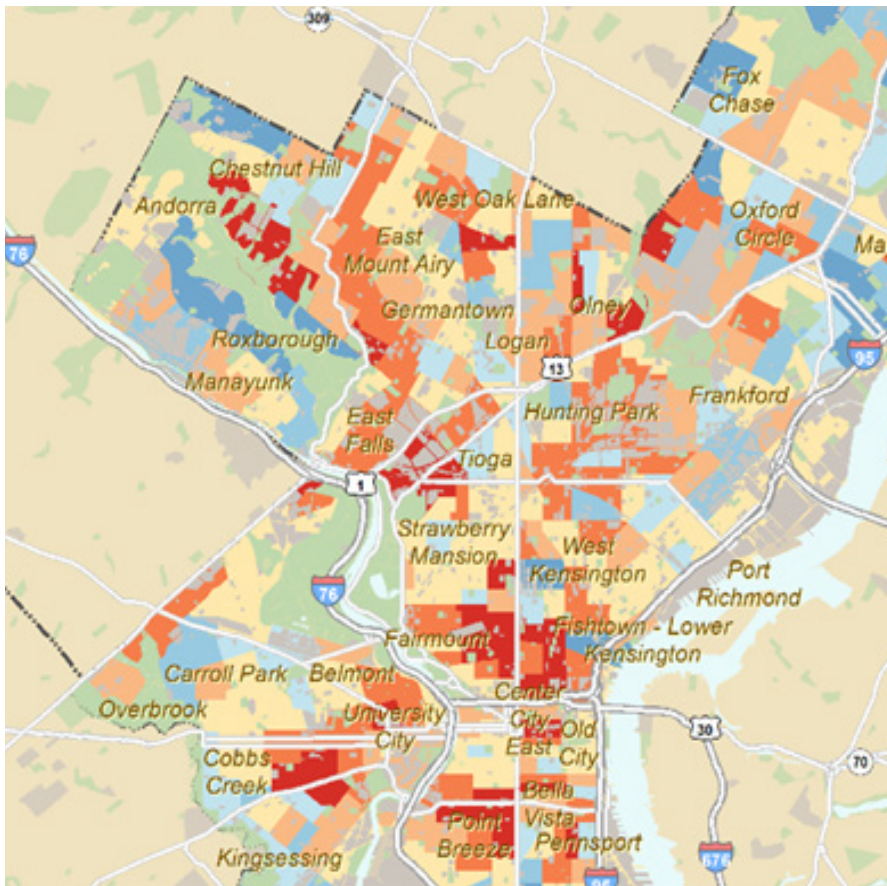 309
Fox
Chase
Chestnut Hill
Andorra
West Oak Lane
Oxford
Circle
East
Mount Airy
76
Ma
Germantown
Olney
Roxborough
Logan
95
13
Manayunk
Frankford
East
Falls
Hunting Park
Tioga
1
Strawberry
Mansion
West
Kensington
Port
Richmond
76
Fairmount
Fishtown - Lower
Kensington
Carroll Park
Belmont
Overbrook
University
City
Center
City
East
Old
City
30
70
Cobbs
Creek
Bella
Vista
Point
Breeze
Pennsport
Kingsessing
676
95